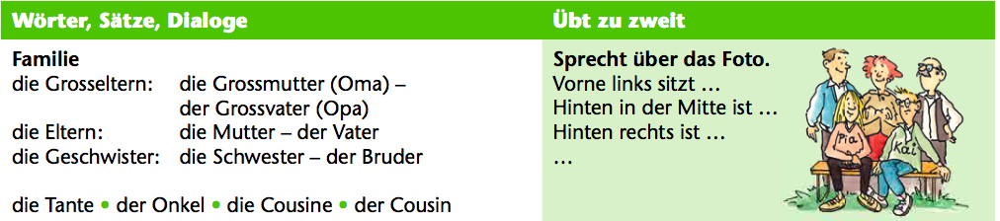 Wörter, Sätze, Dialoge
Familie
die Grosseltern: die Grossmutter (Oma) –
der Grossvater (Opa)
die Eltern: die Mutter – der Vater
die Geschwister: die Schwester – der Bruder
die Tante • der Onkel • die Cousine • der Cousin
Übt zu zweit
Sprecht über das Foto.
Vorne links sitzt …
Hinten in der Mitte ist …
Hinten rechts ist …
…
Pia
Kai